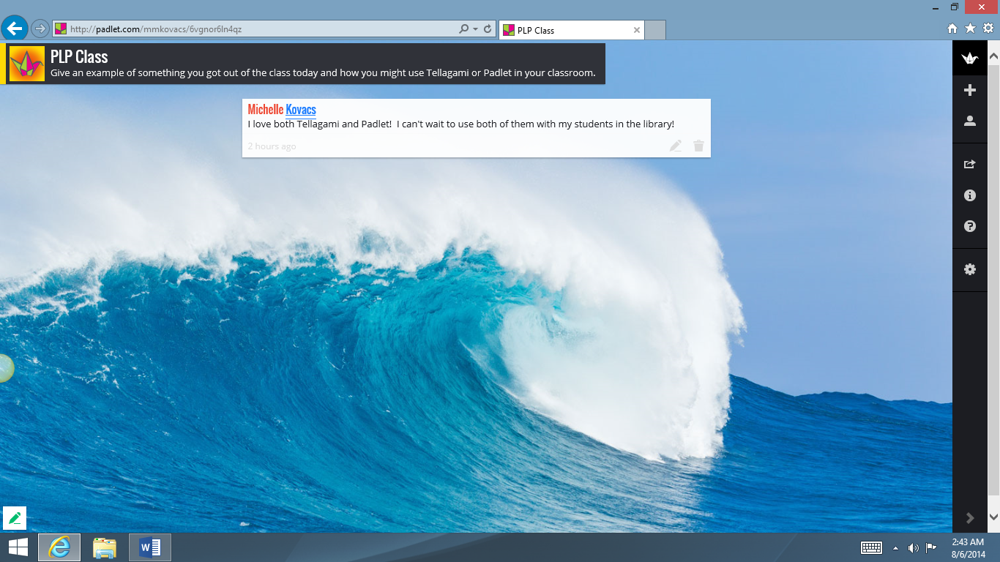 http://padlet.com/mmkovacs/6vgnor6ln4qz
PLP Class
PLP Class
Give an example of something you got out of the class today and how you might use Tellagami or Padlet in your classroom.
Michelle Kovacs
I love both Tellagami and Padlet!  I can't wait to use both of them with my students in the library!
2 hours ago
2:43 AM
8/6/2014